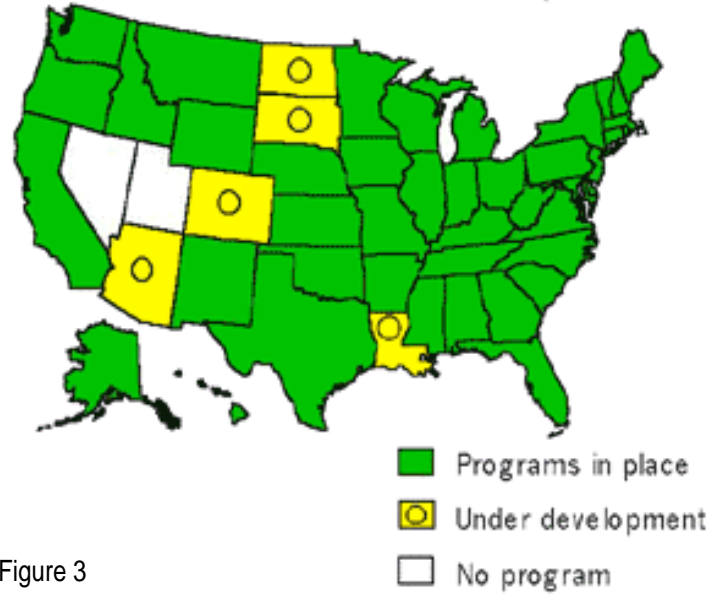 Programs in place
Under development
No program
Figure 3